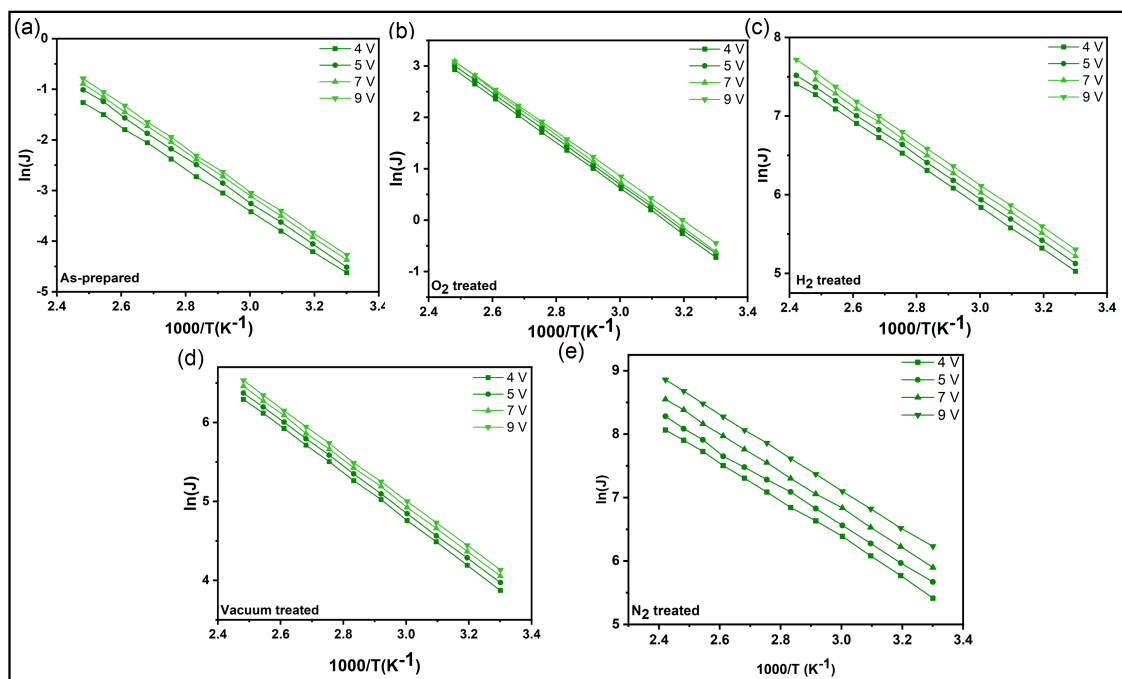 (a)
0
-1
-2
-3
-4
-5
ln(J)
2.4 2.6 2.8 3.0 3.2 3.4
1000/T(K-1)
4 V
5 V
7 V
9 V
As-prepared
(b)
3
2
1
0
-1
ln(J)
2.4 2.6 2.8 3.0 3.2 3.4
1000/T(K-1)
4 V
5 V
7 V
9 V
O2 treated
(c)
8
7
6
5
ln(J)
2.4 2.6 2.8 3.0 3.2 3.4
1000/T(K-1)
4 V
5 V
7 V
9 V
H2 treated
(d)
6
5
4
ln(J)
2.4 2.6 2.8 3.0 3.2 3.4
1000/T(K-1)
4 V
5 V
7 V
9 V
Vacuum treated
(e)
9
8
7
6
5
ln(J)
2.4 2.6 2.8 3.0 3.2 3.4
1000/T (K-1)
4 V
5 V
7 V
9 V
N2 treated